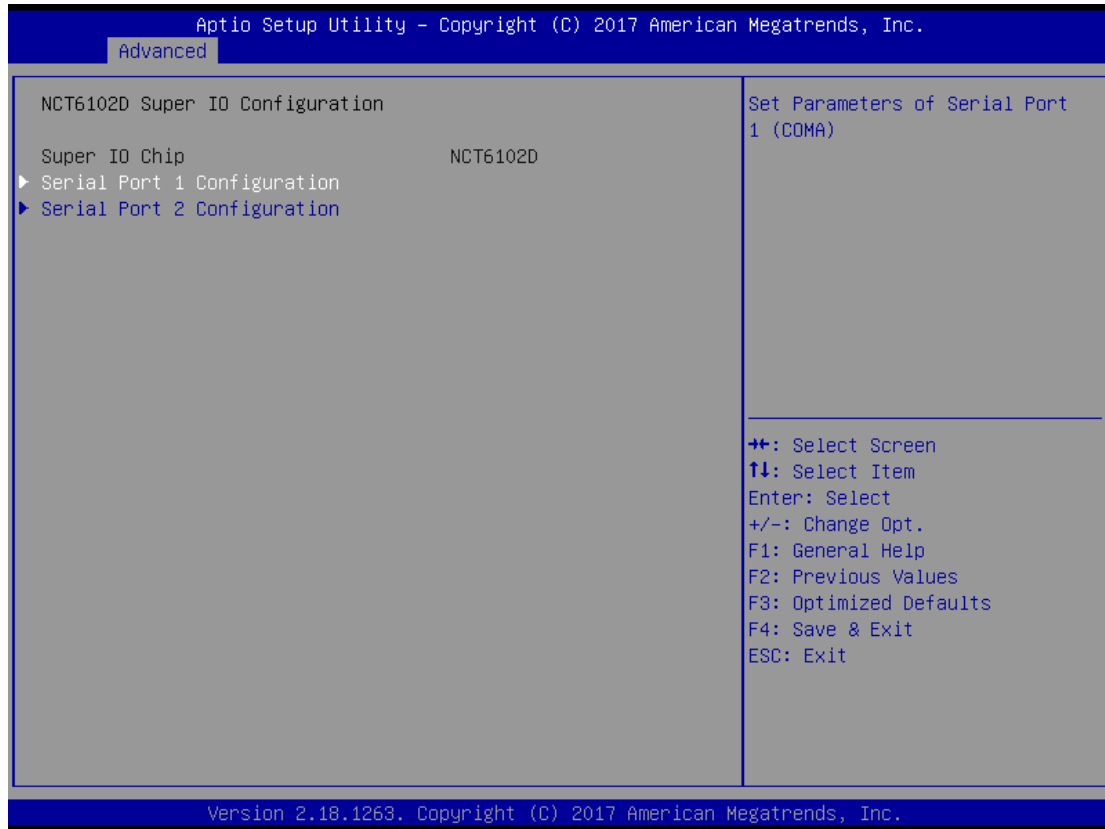 Aptio Setup Utility – Copyright (C) 2017 American Megatrends, Inc.
Advanced
NCT6102D Super IO Configuration
Super IO Chip NCT6102D
Serial Port 1 Configuration
Serial Port 2 Configuration
Set Parameters of Serial Port
1 (COMA)
→←: Select Screen
↑↓: Select Item
Enter: Select
+/-: Change Opt.
F1: General Help
F2: Previous Values
F3: Optimized Defaults
F4: Save & Exit
ESC: Exit
Version 2.18.1263. Copyright (C) 2017 American Megatrends, Inc.